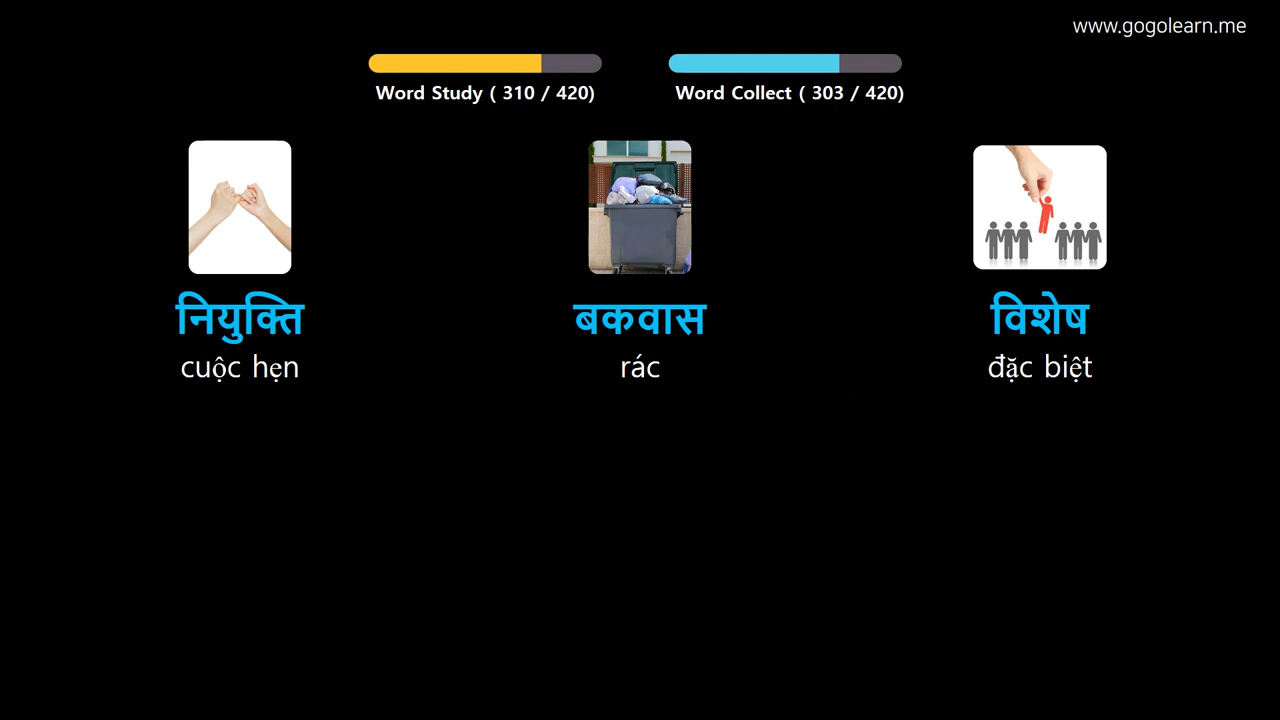 www.gogolearn.me
Word Study ( 310 / 420)
Word Collect ( 303 / 420)
नियुक्ति
बकवास
विशेष
cuộc hẹn
rác
đặc biệt